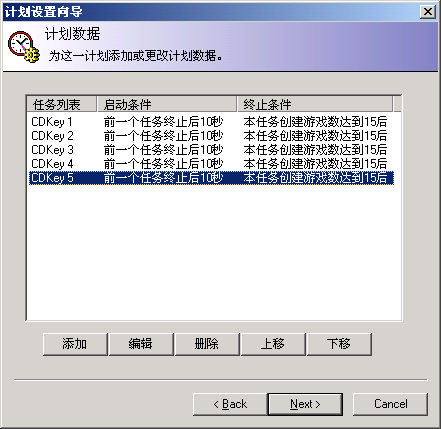 计划设置向导
计划数据
为这一计划添加或更改计划数据。
任务列表 启动条件 终止条件
CDKey 1 前一个任务终止后10秒 本任务创建游戏数达到15后
CDKey 2 前一个任务终止后10秒 本任务创建游戏数达到15后
CDKey 3 前一个任务终止后10秒 本任务创建游戏数达到15后
CDKey 4 前一个任务终止后10秒 本任务创建游戏数达到15后
CDKey 5 前一个任务终止后10秒 本任务创建游戏数达到15后
添加 编辑 删除 上移 下移
< Back Next > Cancel